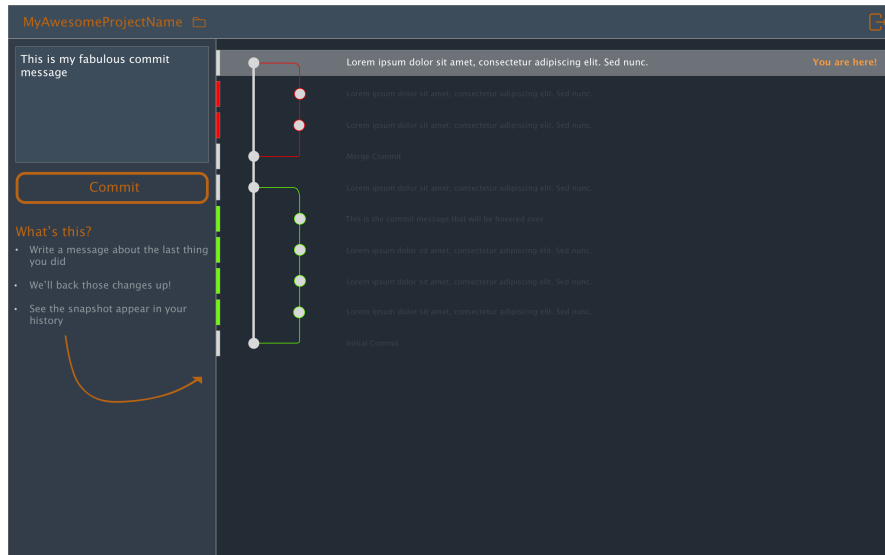 MyAwesomeProjectName
This is my fabulous commit
message
Commit
What's this?
• Write a message about the last thing
you did
• We'll back those changes up!
• See the snapshot appear in your
history
Lorem ipsum dolor sit amet, consectetur adipiscing elit. Sed nunc.
You are here!
Lorem ipsum dolor sit amet, consectetur adipiscing elit. Sed nunc.
Lorem ipsum dolor sit amet, consectetur adipiscing elit. Sed nunc.
Merge Commit
Lorem ipsum dolor sit amet, consectetur adipiscing elit. Sed nunc.
This is the commit message that will be hovered over
Lorem ipsum dolor sit amet, consectetur adipiscing elit. Sed nunc.
Lorem ipsum dolor sit amet, consectetur adipiscing elit. Sed nunc.
Lorem ipsum dolor sit amet, consectetur adipiscing elit. Sed nunc.
Initial Commit